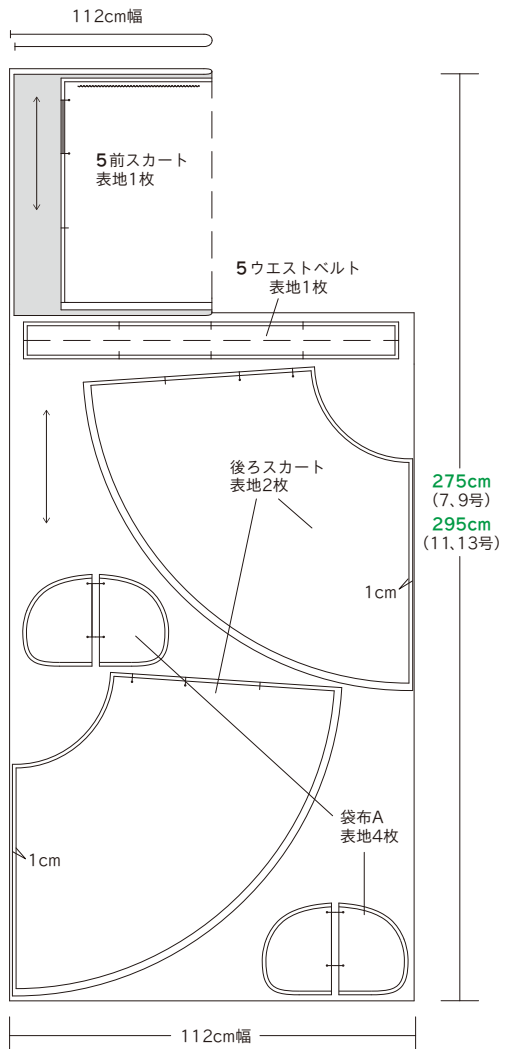 112cm幅
5前スカート
表地1枚
5ウエストベルト
表地1枚
後ろスカート
表地2枚
275cm
(7、9号)
295cm
(11、13号)
1cm
袋布A
表地4枚
1cm
112cm幅